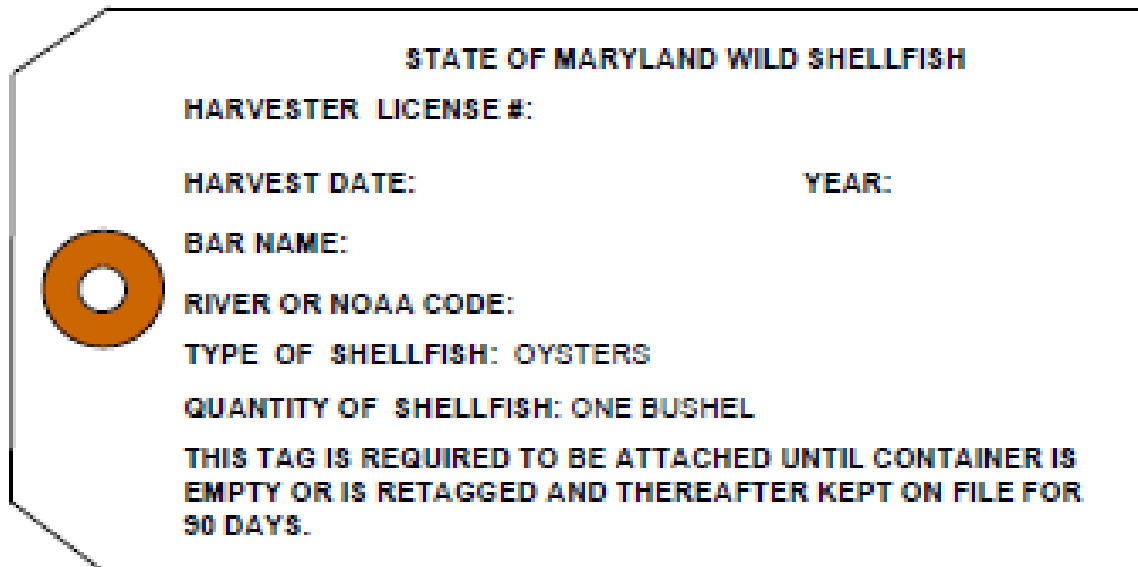 STATE OF MARYLAND WILD SHELLFISH
HARVESTER LICENSE #:
HARVEST DATE: YEAR:
BAR NAME:
RIVER OR NOAA CODE:
TYPE OF SHELLFISH: OYSTERS
QUANTITY OF SHELLFISH: ONE BUSHEL
THIS TAG IS REQUIRED TO BE ATTACHED UNTIL CONTAINER IS
EMPTY OR IS RETAGGED AND THEREAFTER KEPT ON FILE FOR
90 DAYS.